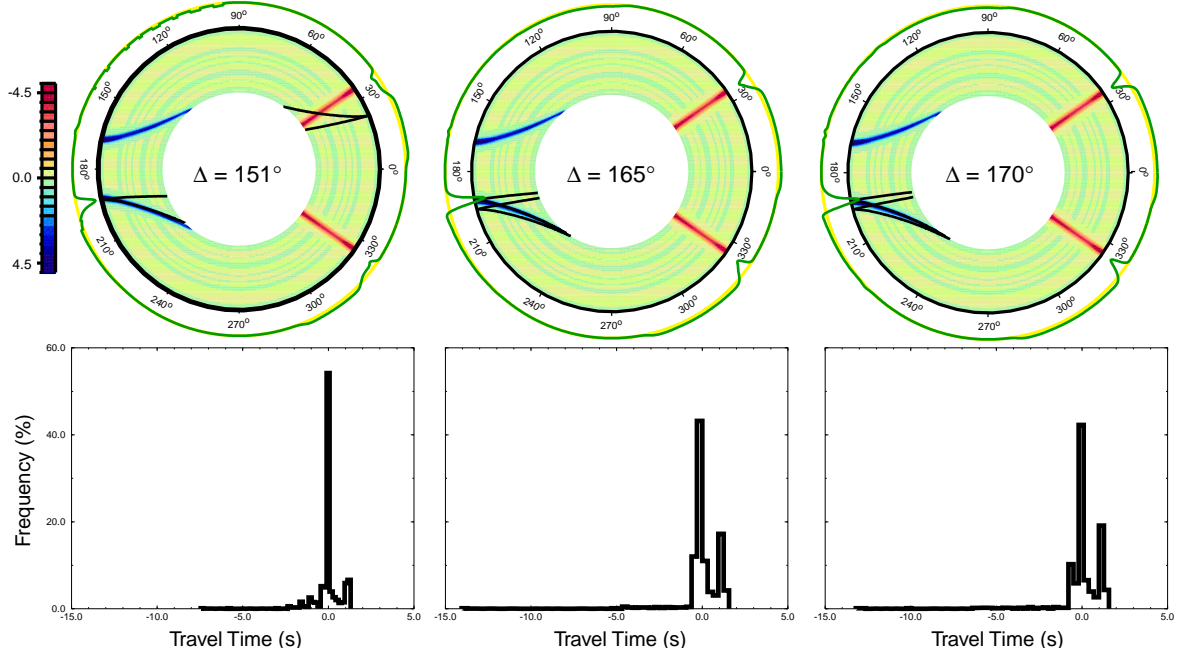 90° 90° 90°
120° 60° 120° 60° 120° 60°
-4.5
150° 30° 150° 30° 150° 30°
0.0 180° Δ = 151° 0° 180° Δ = 165° 0° 180° Δ = 170° 0°
4.5
210° 330° 210° 330° 210° 330°
240° 300° 240° 300° 240° 300°
270° 270° 270°
60.0
40.0
20.0
0.0
Frequency (%)
-15.0 -10.0 -5.0 0.0 5.0 -15.0 -10.0 -5.0 0.0 5.0 -15.0 -10.0 -5.0 0.0 5.0
Travel Time (s) Travel Time (s) Travel Time (s)